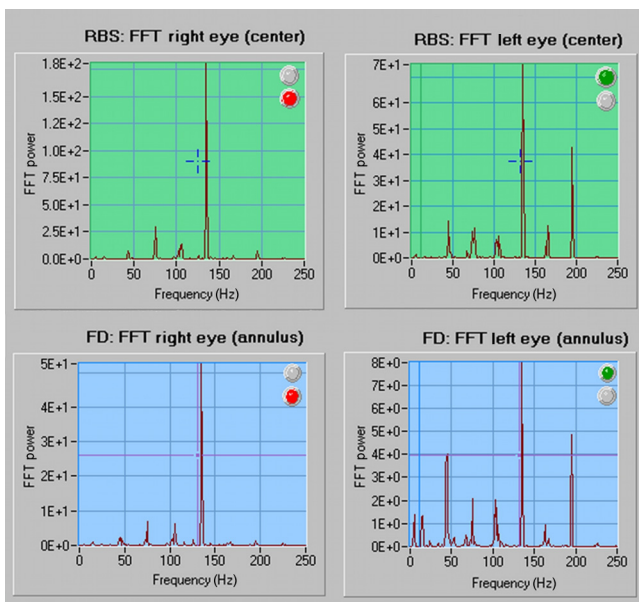 RBS: FFT right eye (center)
RBS: FFT left eye (center)
FFT power
1.8E+2
1.5E+2
1.2E+2
1.0E+2
7.5E+1
5.0E+1
2.5E+1
0.0E+0
0 50 100 150 200 250
Frequency (Hz)
FFT power
7E+1
6E+1
5E+1
4E+1
3E+1
2E+1
1E+1
0E+0
0 50 100 150 200 250
Frequency (Hz)
FD: FFT right eye (annulus)
FD: FFT left eye (annulus)
FFT power
5E+1
4E+1
3E+1
2E+1
1E+1
0E+0
0 50 100 150 200 250
Frequency (Hz)
FFT power
8E+0
7E+0
6E+0
5E+0
4E+0
3E+0
2E+0
1E+0
0E+0
0 50 100 150 200 250
Frequency (Hz)